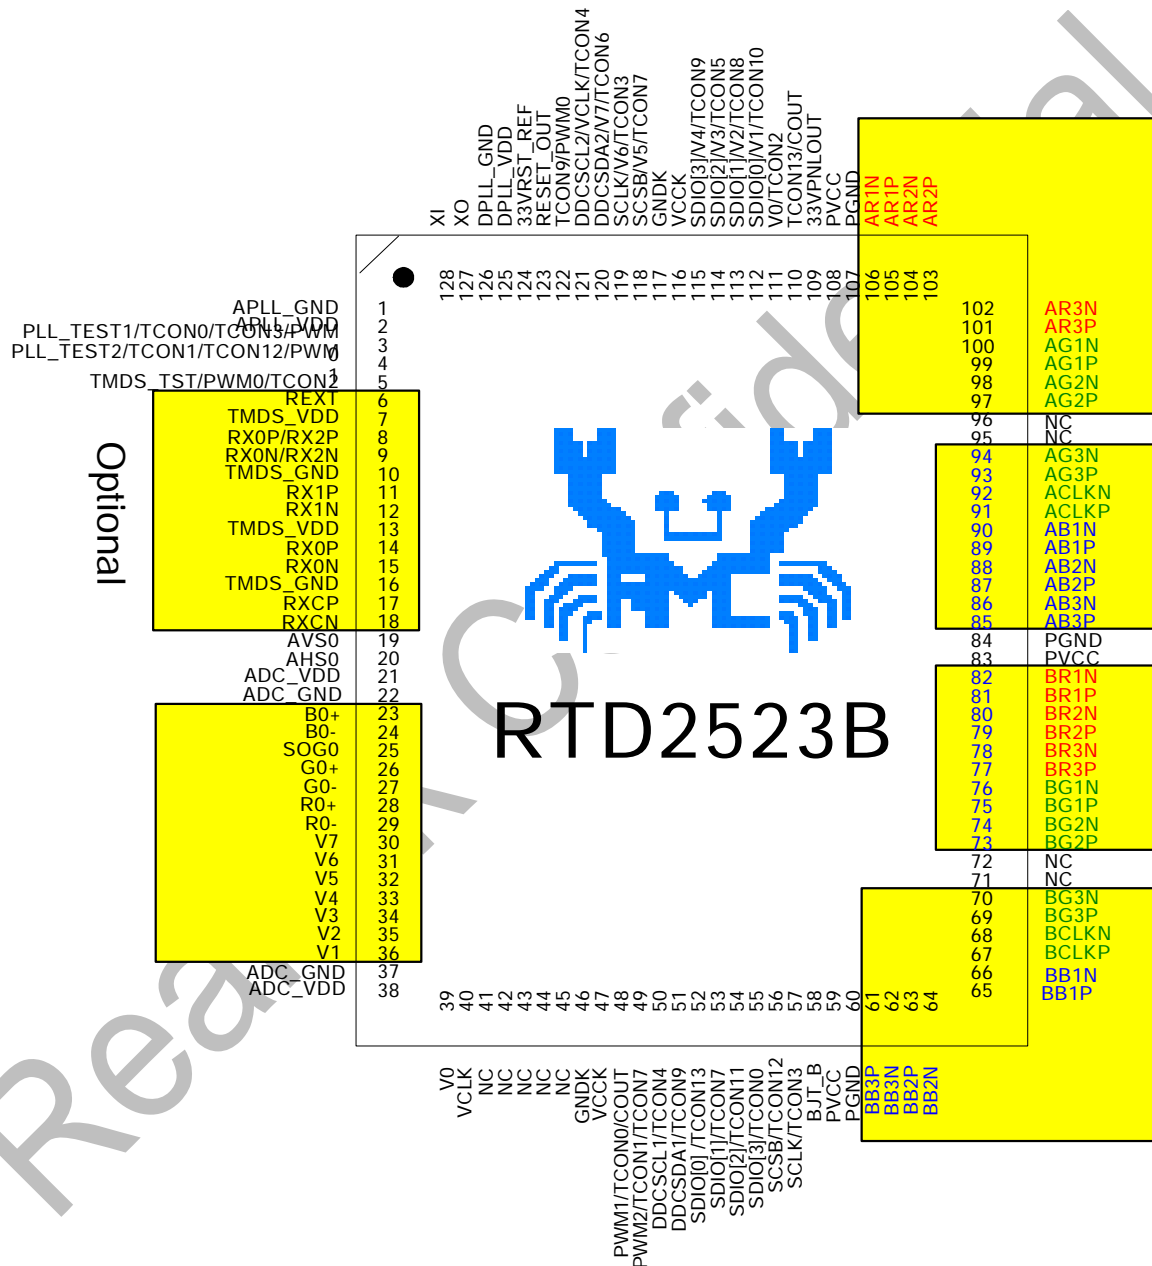 XI
XO
DPLL_GND
DPLL_VDD
33VRST_REF
RESET_OUT
TCON9/PWM0
DDCSCL2/VCLK/TCON4
DDCSDA2/V7/TCON6
SCLK/V6/TCON3
SCSB/V5/TCON7
GNDK
VCCK
SDIO[3]/V4/TCON9
SDIO[2]/V3/TCON5
SDIO[1]/V2/TCON8
SDIO[0]/V1/TCON10
V0/TCON2
TCON13/COUT
33VPNLOUT
PVCC
PGND
AR1N
AR1P
AR2N
AR2P
128
127
126
125
124
123
122
121
120
119
118
117
116
115
114
113
112
111
110
109
108
107
106
105
104
103
APLL_GND 1
APLL_VDD 2
PLL_TEST1/TCON0/TCON3/PWM
0
3
PLL_TEST2/TCON1/TCON12/PWM
1
4
TMDS_TST/PWM0/TCON2 5
REXT 6
TMDS_VDD 7
RX0P/RX2P 8
RX0N/RX2N 9
TMDS_GND 10
RX1P 11
RX1N 12
TMDS_VDD 13
RX0P 14
RX0N 15
TMDS_GND 16
RXCP 17
RXCN 18
Optional
AVS0 19
AHS0 20
ADC_VDD 21
ADC_GND 22
B0+ 23
B0- 24
SOG0 25
G0+ 26
G0- 27
R0+ 28
R0- 29
V7 30
V6 31
V5 32
V4 33
V3 34
V2 35
V1 36
ADC_GND 37
ADC_VDD 38
RTD2523B
102 AR3N
101 AR3P
100 AG1N
99 AG1P
98 AG2N
97 AG2P
96 NC
95 NC
94 AG3N
93 AG3P
92 ACLKN
91 ACLKP
90 AB1N
89 AB1P
88 AB2N
87 AB2P
86 AB3N
85 AB3P
84 PGND
83 PVCC
82 BR1N
81 BR1P
80 BR2N
79 BR2P
78 BR3N
77 BR3P
76 BG1N
75 BG1P
74 BG2N
73 BG2P
72 NC
71 NC
70 BG3N
69 BG3P
68 BCLKN
67 BCLKP
66 BB1N
65 BB1P
39
40
41
42
43
44
45
46
47
48
49
50
51
52
53
54
55
56
57
58
59
60
61
62
63
64
V0
VCLK
NC
NC
NC
NC
NC
GNDK
VCCK
PWM1/TCON0/COUT
PWM2/TCON1/TCON7
DDCSCL1/TCON4
DDCSDA1/TCON9
SDIO[0] /TCON13
SDIO[1]/TCON7
SDIO[2]/TCON11
SDIO[3]/TCON0
SCSB/TCON12
SCLK/TCON3
BJT_B
PVCC
PGND
BB3P
BB3N
BB2P
BB2N